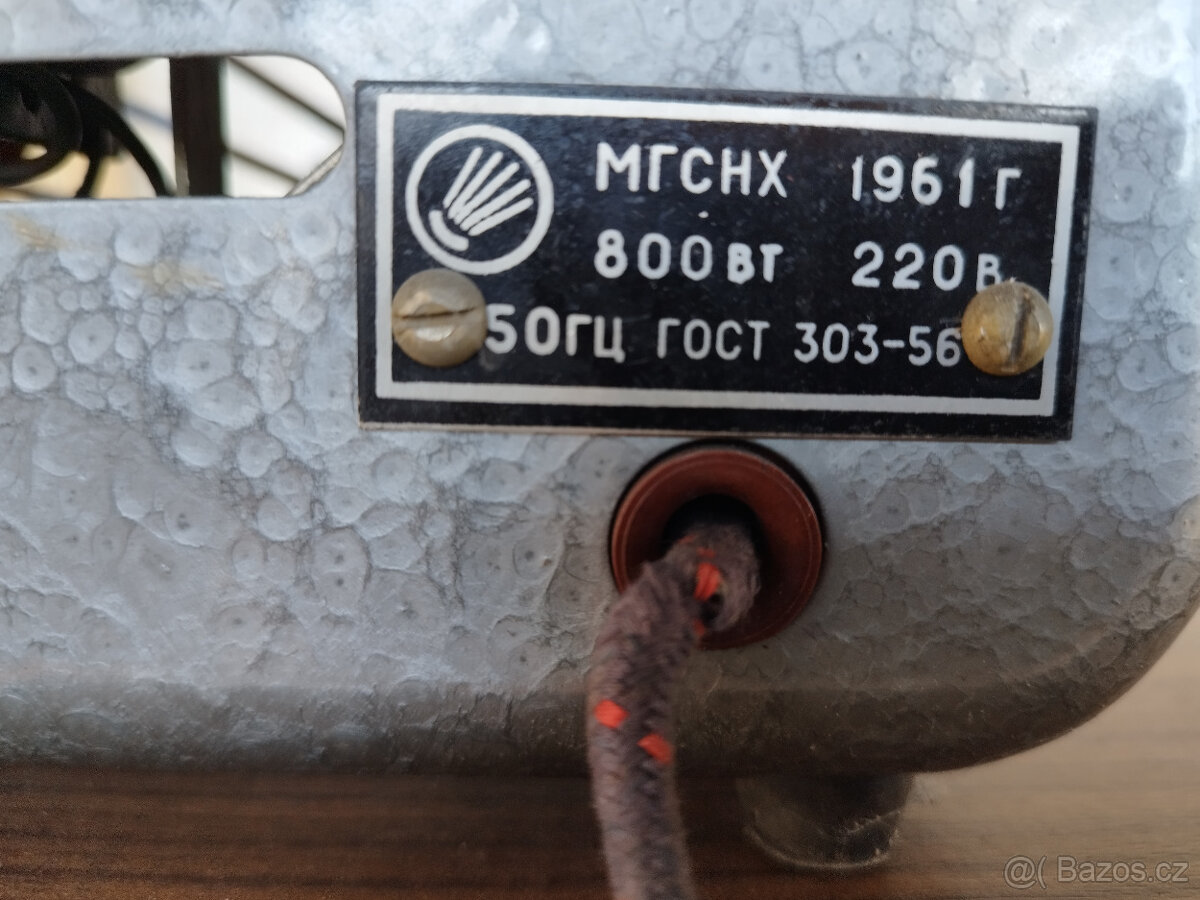 МГСНХ 1961 г
800 ВТ 220 В
50 ГЦ ГОСТ 303-56
@( Bazos.cz